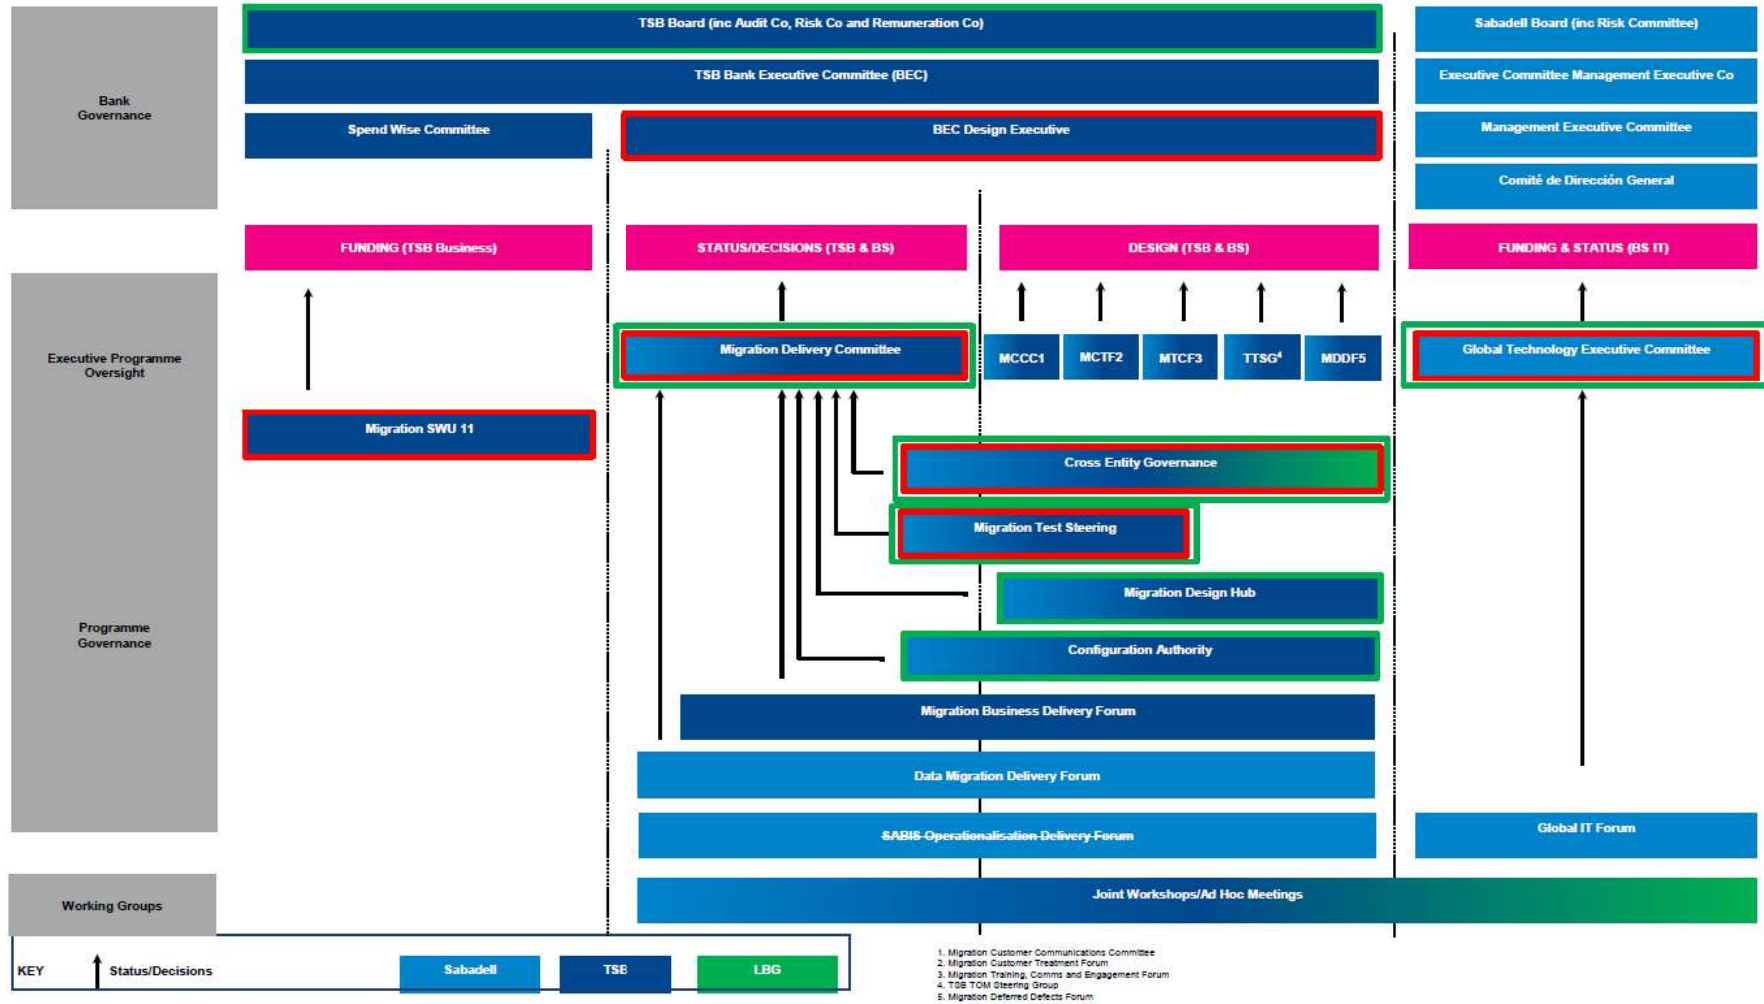 TSB Board (inc Audit Co, Risk Co and Remuneration Co)
Sabadell Board (inc Risk Committee)
TSB Bank Executive Committee (BEC)
Executive Committee Management Executive Co
Bank
Governance
Spend Wise Committee
BEC Design Executive
Management Executive Committee
Comité de Dirección General
FUNDING (TSB Business)
STATUS/DECISIONS (TSB & BS)
DESIGN (TSB & BS)
FUNDING & STATUS (BS IT)
Executive Programme
Oversight
Migration Delivery Committee
MCCC1
MCTF2
MTCF3
TTSG4
MDDF5
Global Technology Executive Committee
Migration SWU 11
Cross Entity Governance
Migration Test Steering
Migration Design Hub
Programme
Governance
Configuration Authority
Migration Business Delivery Forum
Data Migration Delivery Forum
SABIS Operationalisation Delivery Forum
Global IT Forum
Working Groups
Joint Workshops/Ad Hoc Meetings
KEY
Status/Decisions
Sabadell
TSB
LBG
1. Migration Customer Communications Committee
2. Migration Customer Treatment Forum
3. Migration Training, Comms and Engagement Forum
4. TSB TOM Steering Group
5. Migration Deferred Defects Forum